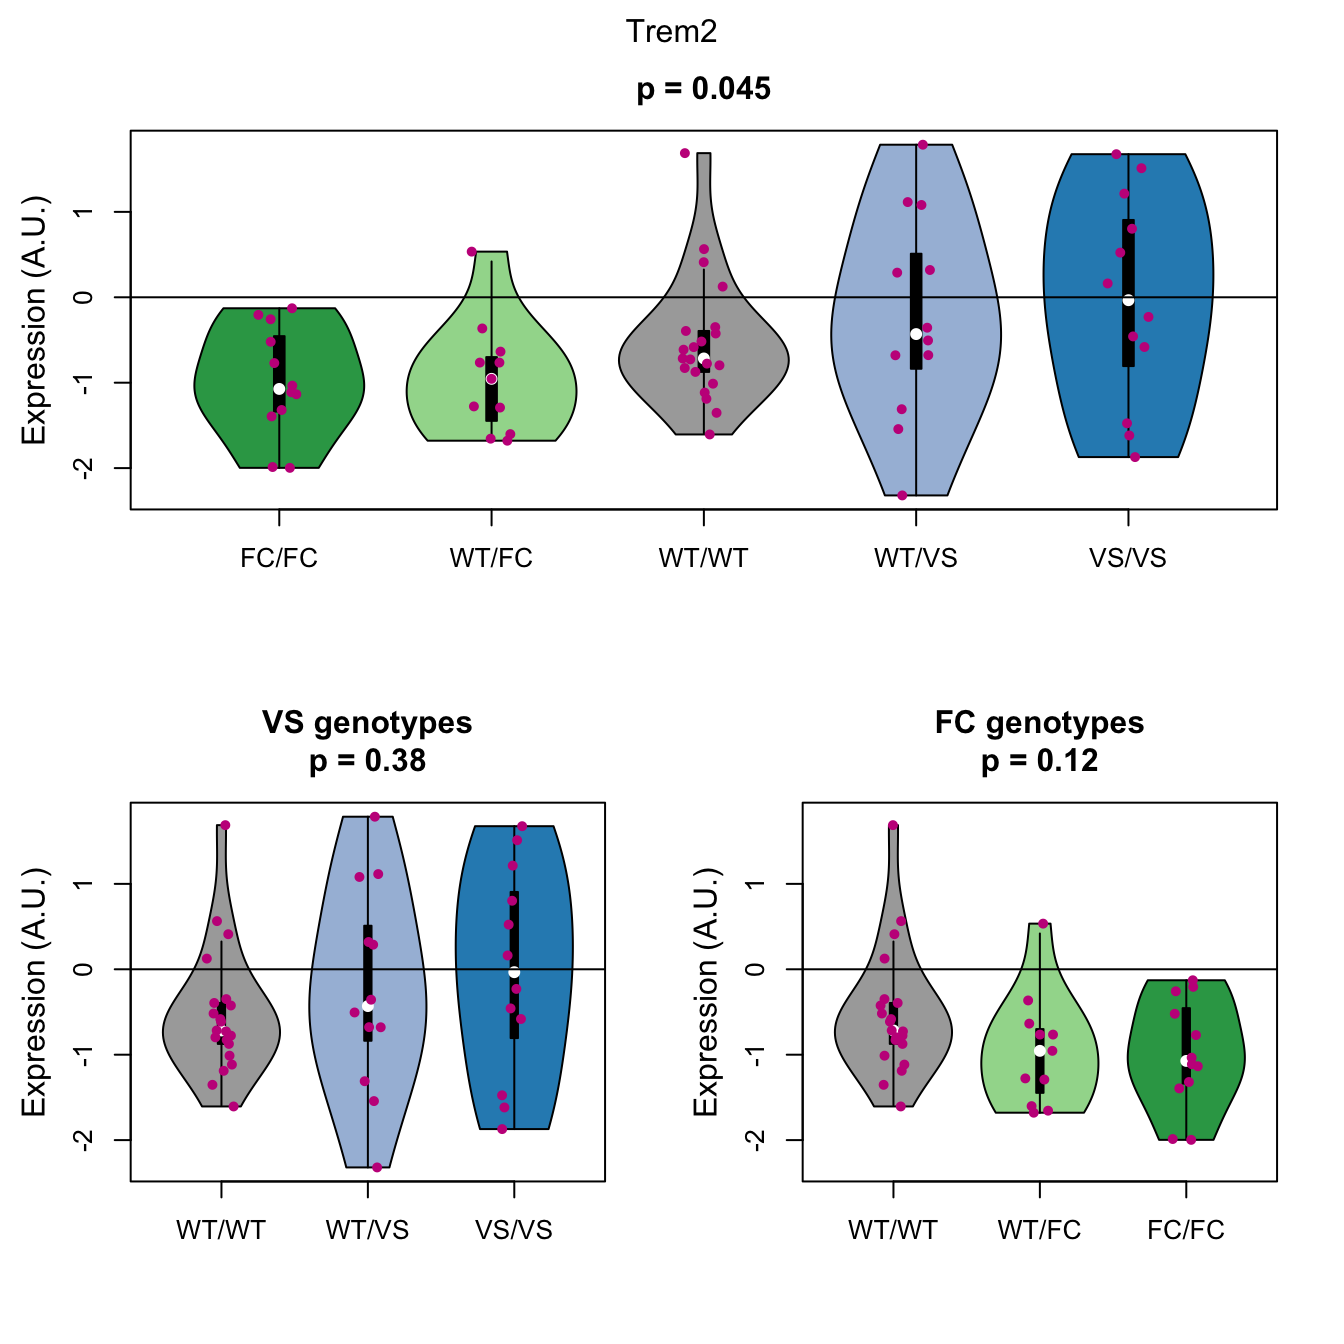 Trem2
p = 0.045
Expression (A.U.)
1
0
-1
-2
FC/FC WT/FC WT/WT WT/VS VS/VS
VS genotypes
p = 0.38
Expression (A.U.)
1
0
-1
-2
WT/WT WT/VS VS/VS
FC genotypes
p = 0.12
Expression (A.U.)
1
0
-1
-2
WT/WT WT/FC FC/FC